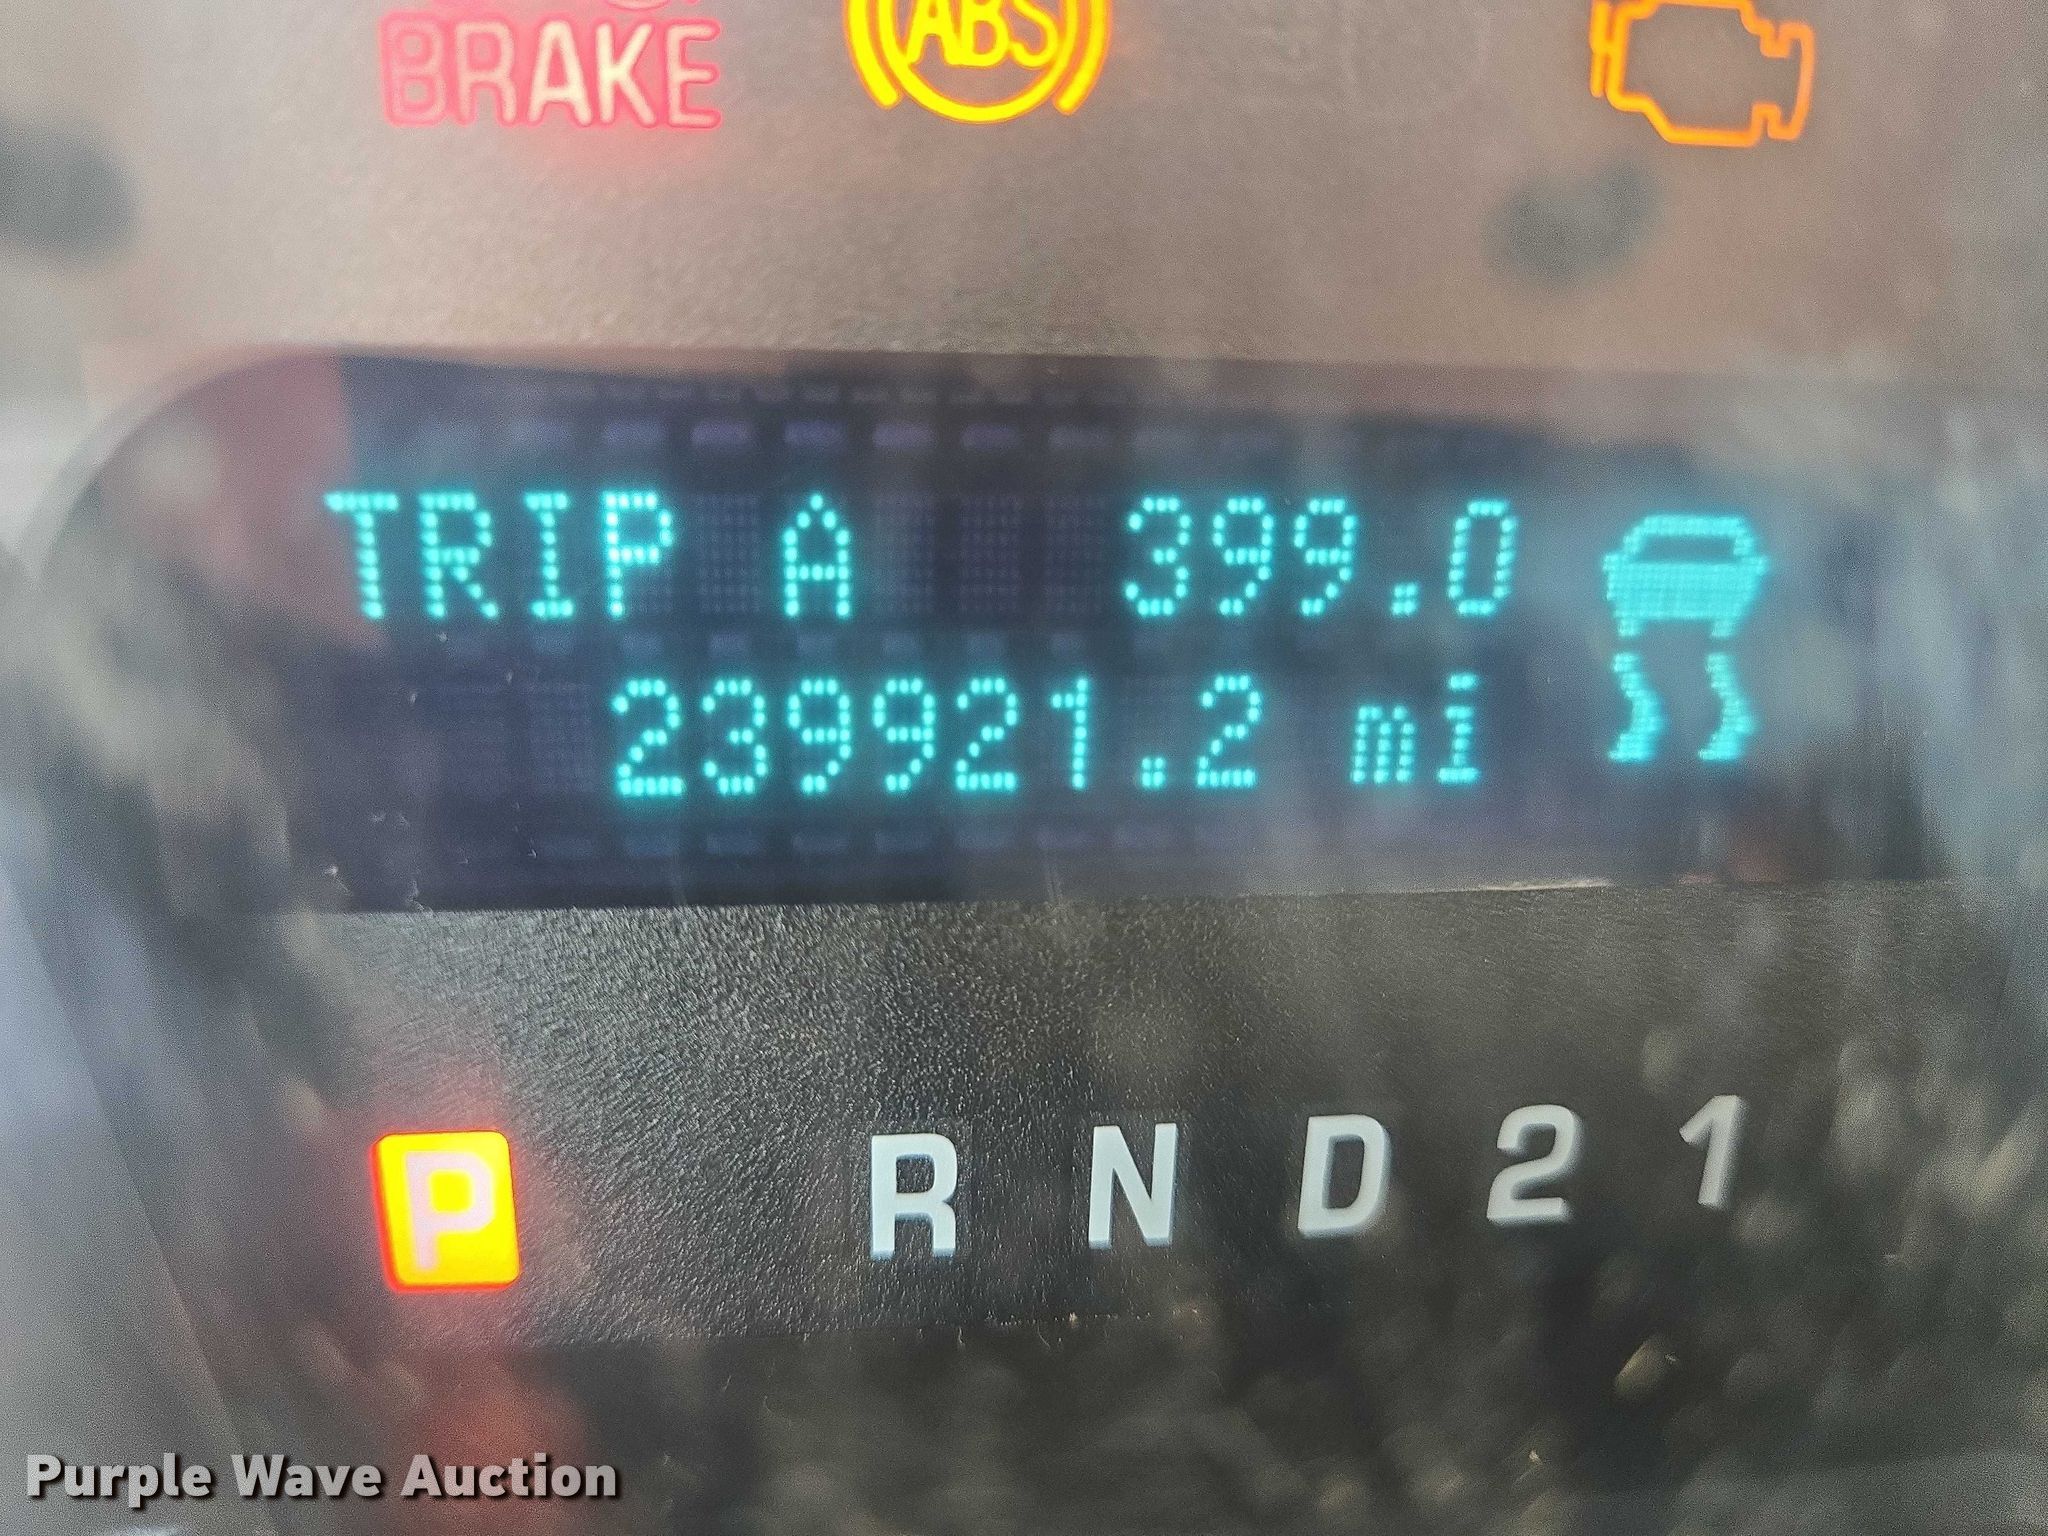 BRAKE ABS
TRIP A 399.0
239921.2 mi
P R N D 2 1
Purple Wave Auction